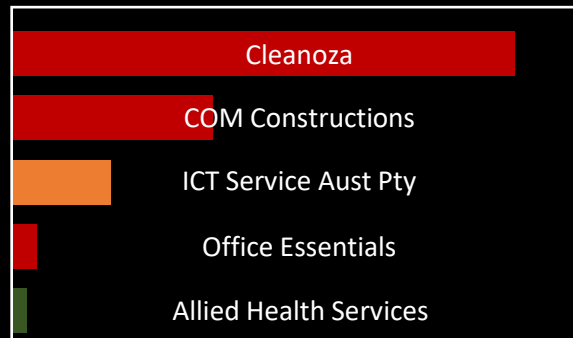 Cleanoza
COM Constructions
ICT Service Aust Pty
Office Essentials
Allied Health Services